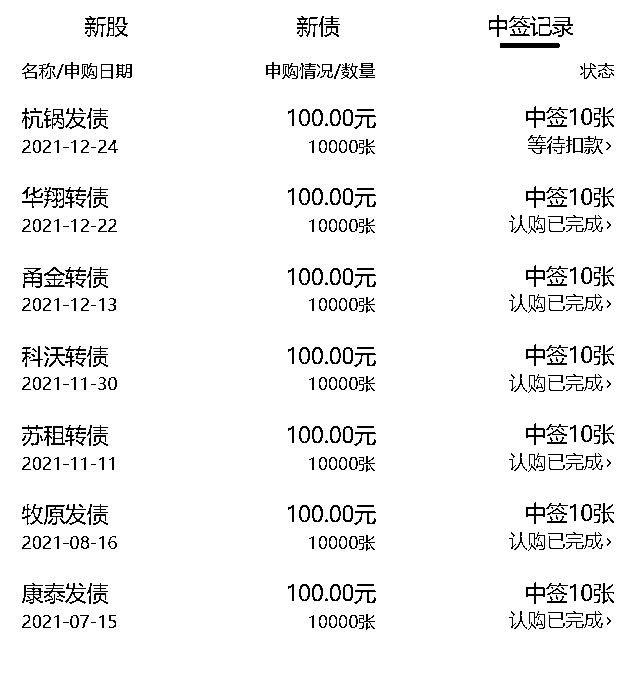 新股 新债 中签记录
名称/申购日期 申购情况/数量 状态
杭锅发债 100.00元 中签10张
2021-12-24 10000张 等待扣款›
华翔转债 100.00元 中签10张
2021-12-22 10000张 认购已完成›
甬金转债 100.00元 中签10张
2021-12-13 10000张 认购已完成›
科沃转债 100.00元 中签10张
2021-11-30 10000张 认购已完成›
苏租转债 100.00元 中签10张
2021-11-11 10000张 认购已完成›
牧原发债 100.00元 中签10张
2021-08-16 10000张 认购已完成›
康泰发债 100.00元 中签10张
2021-07-15 10000张 认购已完成›